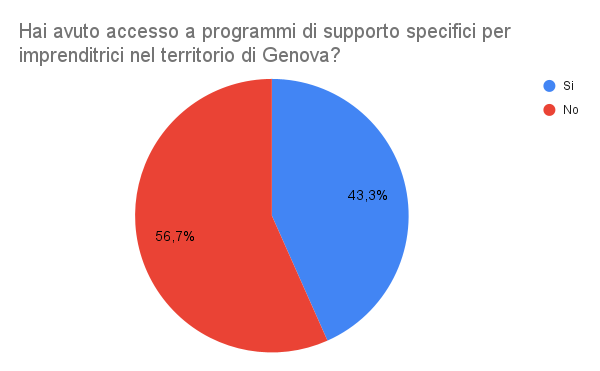 Hai avuto accesso a programmi di supporto specifici per
imprenditrici nel territorio di Genova?
Si
No
43,3%
56,7%